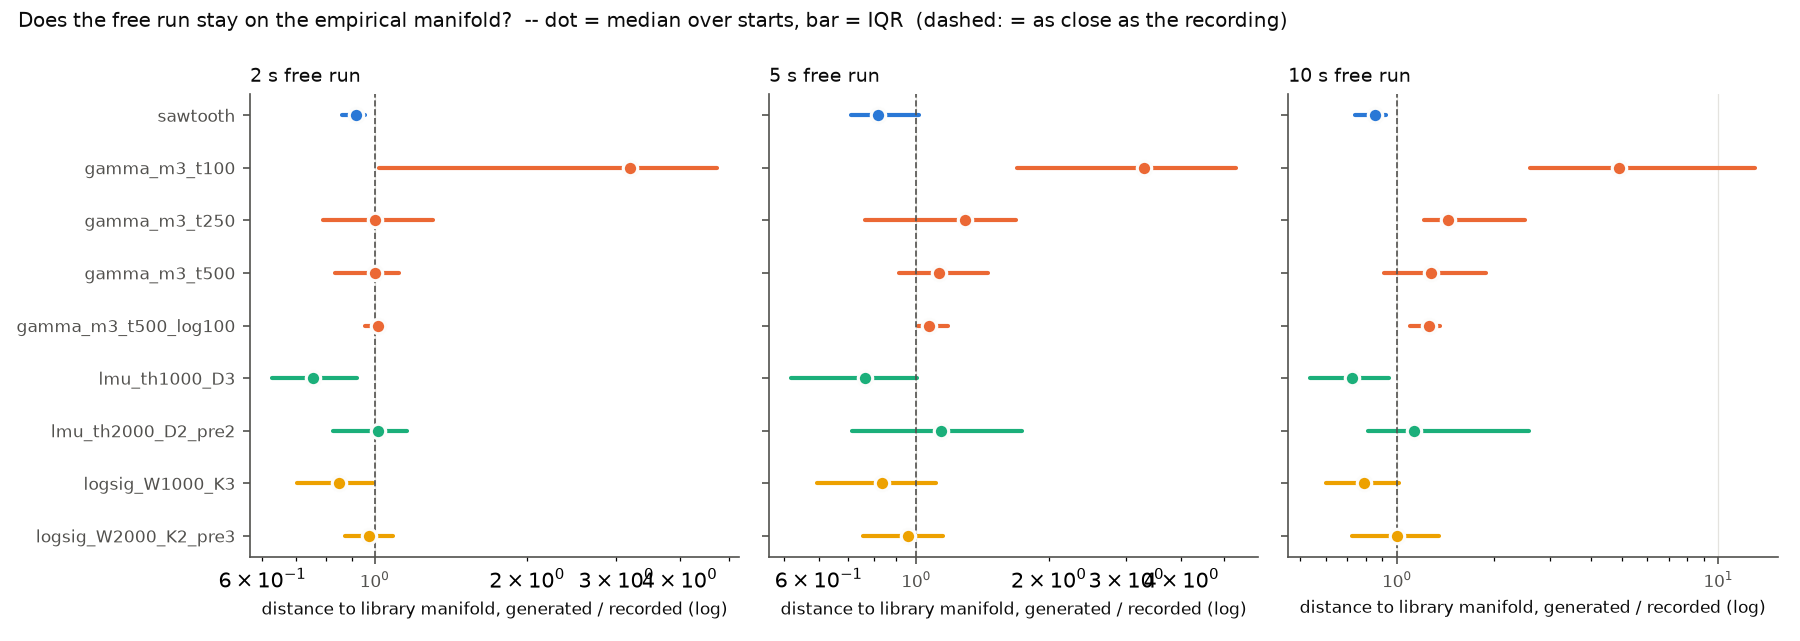 Does the free run stay on the empirical manifold?  -- dot = median over starts, bar = IQR  (dashed: = as close as the recording)
2 s free run
5 s free run
10 s free run
sawtooth
gamma_m3_t100
gamma_m3_t250
gamma_m3_t500
gamma_m3_t500_log100
lmu_th1000_D3
lmu_th2000_D2_pre2
logsig_W1000_K3
logsig_W2000_K2_pre3
6 × 10⁻¹ 10⁰ 2 × 10⁰ 3 × 10⁰ 4 × 10⁰
6 × 10⁻¹ 10⁰ 2 × 10⁰ 3 × 10⁰ 4 × 10⁰
10⁰ 10¹
distance to library manifold, generated / recorded (log)
distance to library manifold, generated / recorded (log)
distance to library manifold, generated / recorded (log)